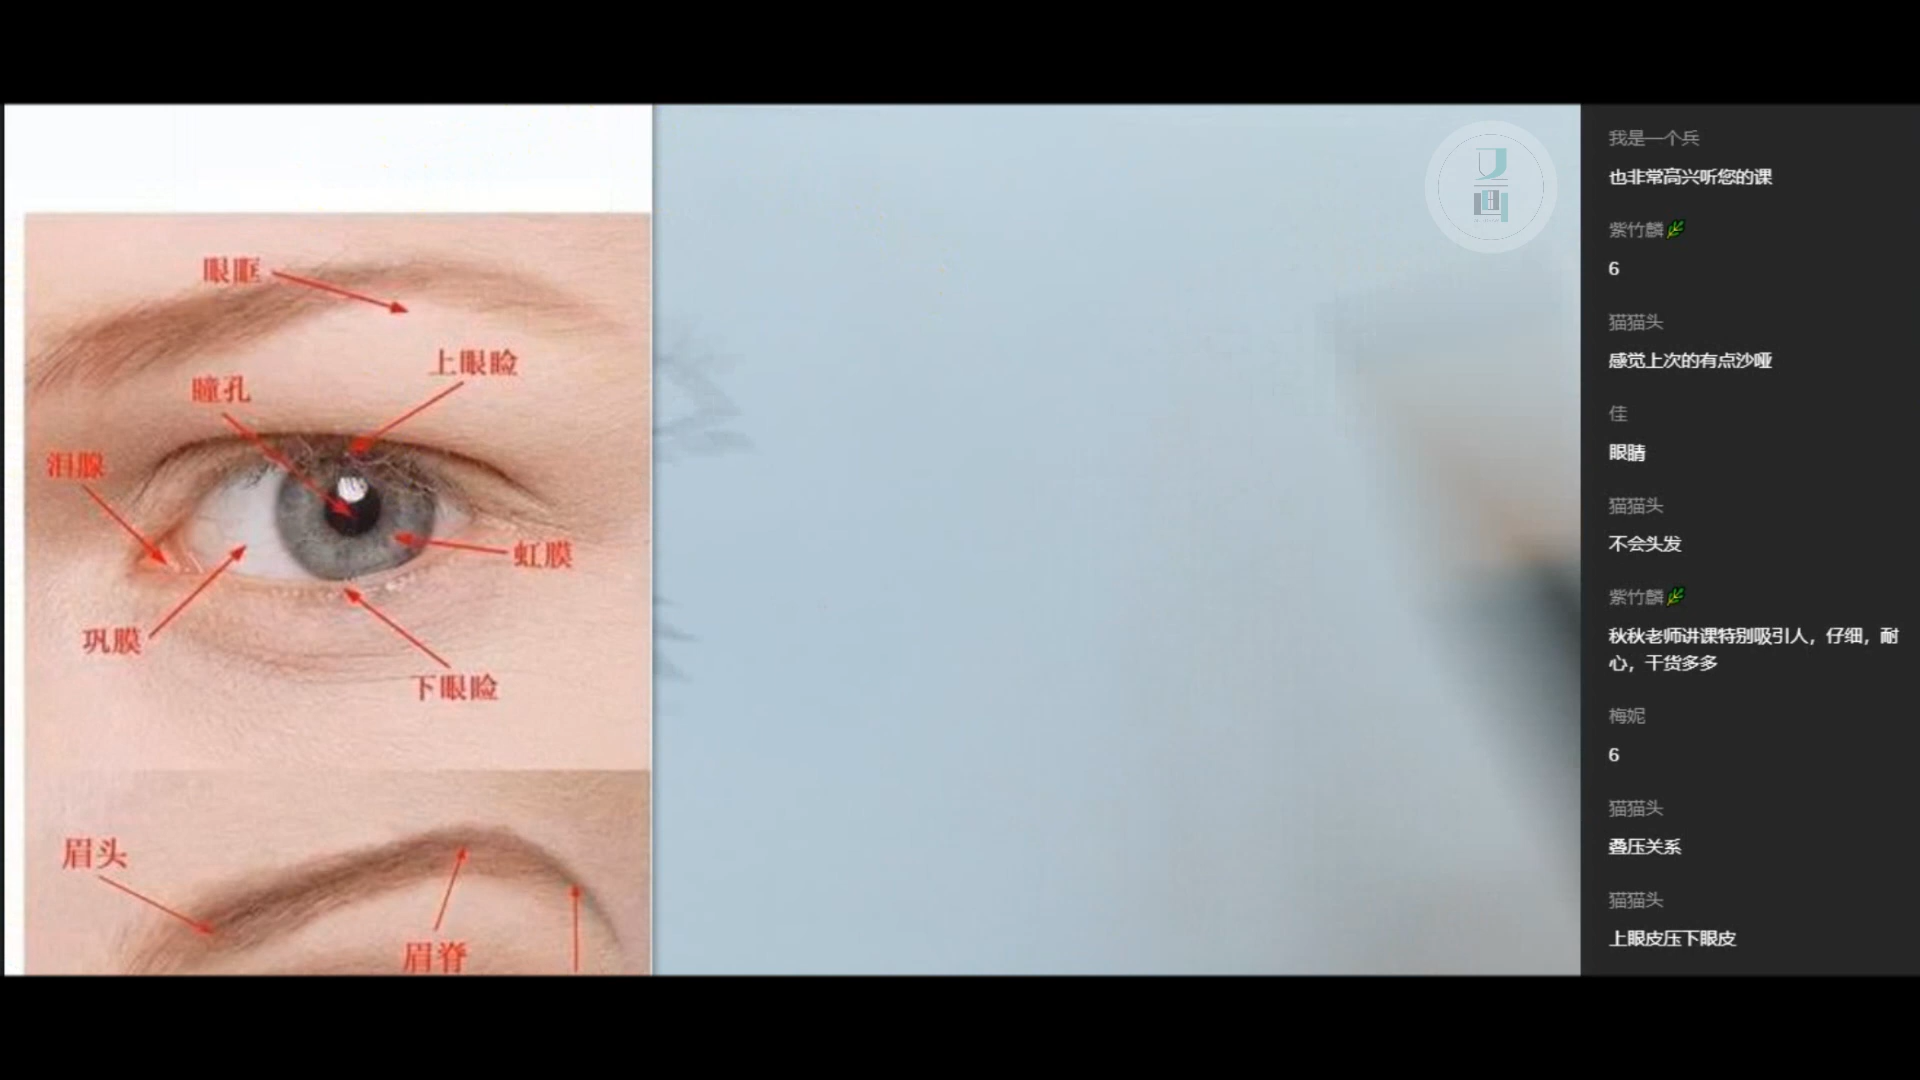 眼眶
上眼睑
瞳孔
泪腺
虹膜
巩膜
下眼睑
眉头
眉脊
又画
我是一个兵
也非常高兴听您的课
紫竹麟
6
猫猫头
感觉上次的有点沙哑
佳
眼睛
猫猫头
不会头发
紫竹麟
秋秋老师讲课特别吸引人，仔细，耐
心，干货多多
梅妮
6
猫猫头
叠压关系
猫猫头
上眼皮压下眼皮